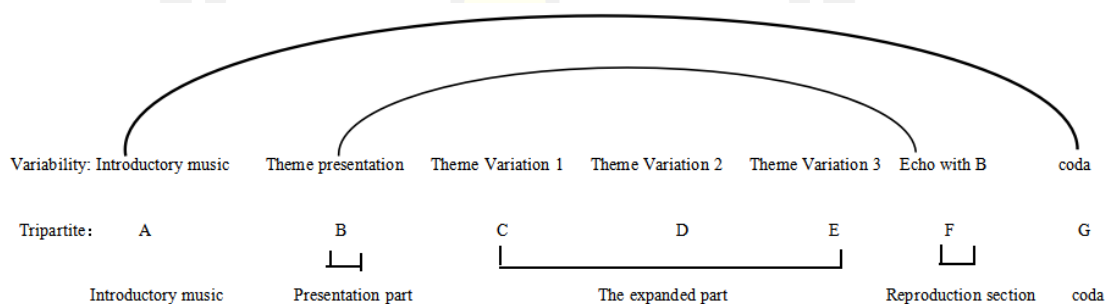 Variability: Introductory music Theme presentation Theme Variation 1 Theme Variation 2 Theme Variation 3 Echo with B coda
Tripartite： A B C D E F G
Introductory music Presentation part The expanded part Reproduction section coda